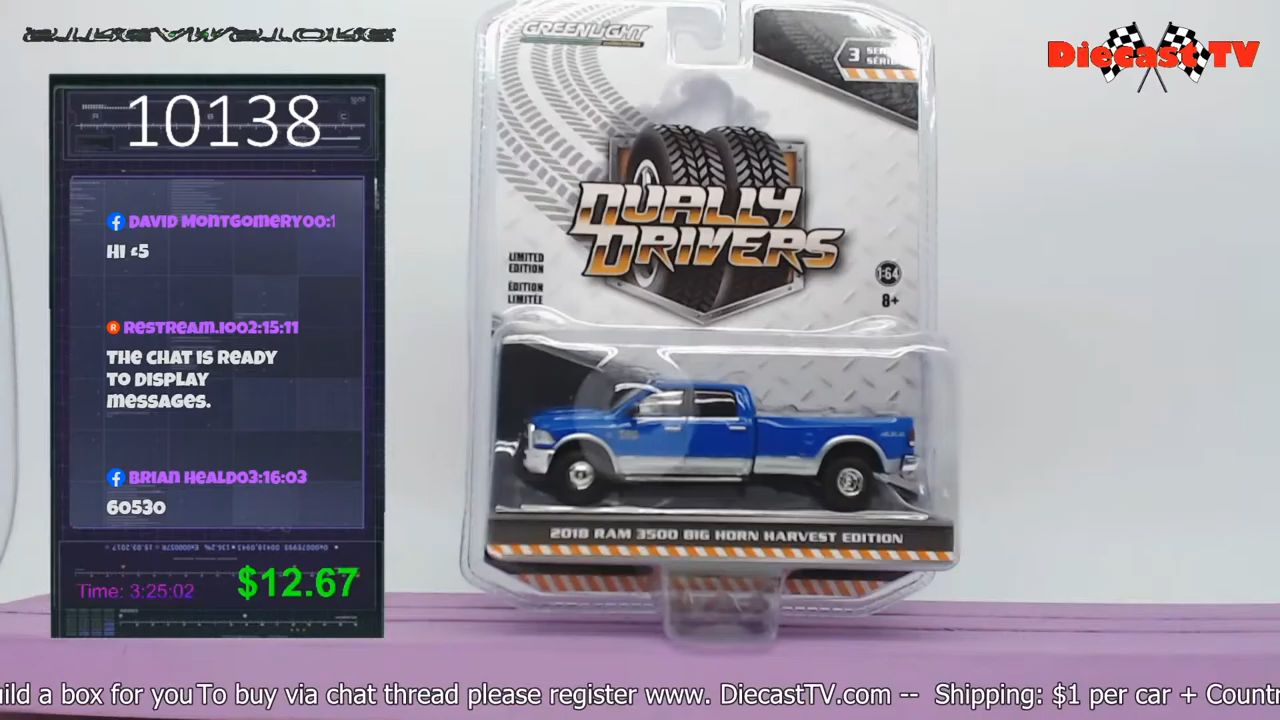 Diecast TV
10138
DAVID MONTGOMERY00:1
HI £5
RESTREAM.IO02:15:11
THE CHAT IS READY
TO DISPLAY
MESSAGES.
BRIAN HEALD03:16:03
60530
Time: 3:25:02
$12.67
GREENLIGHT
3
DUALLY
DRIVERS
LIMITED
EDITION
ÉDITION
LIMITÉE
1:64
8+
2018 RAM 3500 BIG HORN HARVEST EDITION
uild a box for you To buy via chat thread please register www. DiecastTV.com -- Shipping: $1 per car + Countr